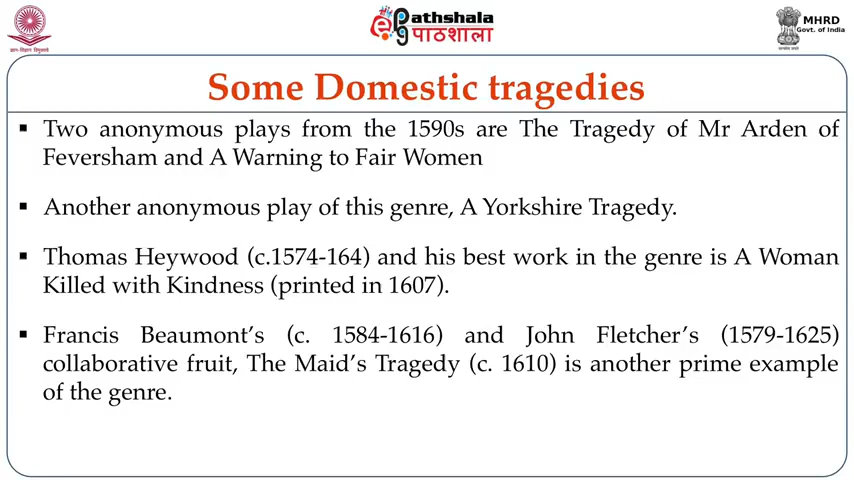 ज्ञान-विज्ञान विमुक्तये
ePathshala
पाठशाला
MHRD
Govt. of India
Some Domestic tragedies
▪ Two anonymous plays from the 1590s are The Tragedy of Mr Arden of
Feversham and A Warning to Fair Women
▪ Another anonymous play of this genre, A Yorkshire Tragedy.
▪ Thomas Heywood (c.1574-164) and his best work in the genre is A Woman
Killed with Kindness (printed in 1607).
▪ Francis Beaumont’s (c. 1584-1616) and John Fletcher’s (1579-1625)
collaborative fruit, The Maid’s Tragedy (c. 1610) is another prime example
of the genre.